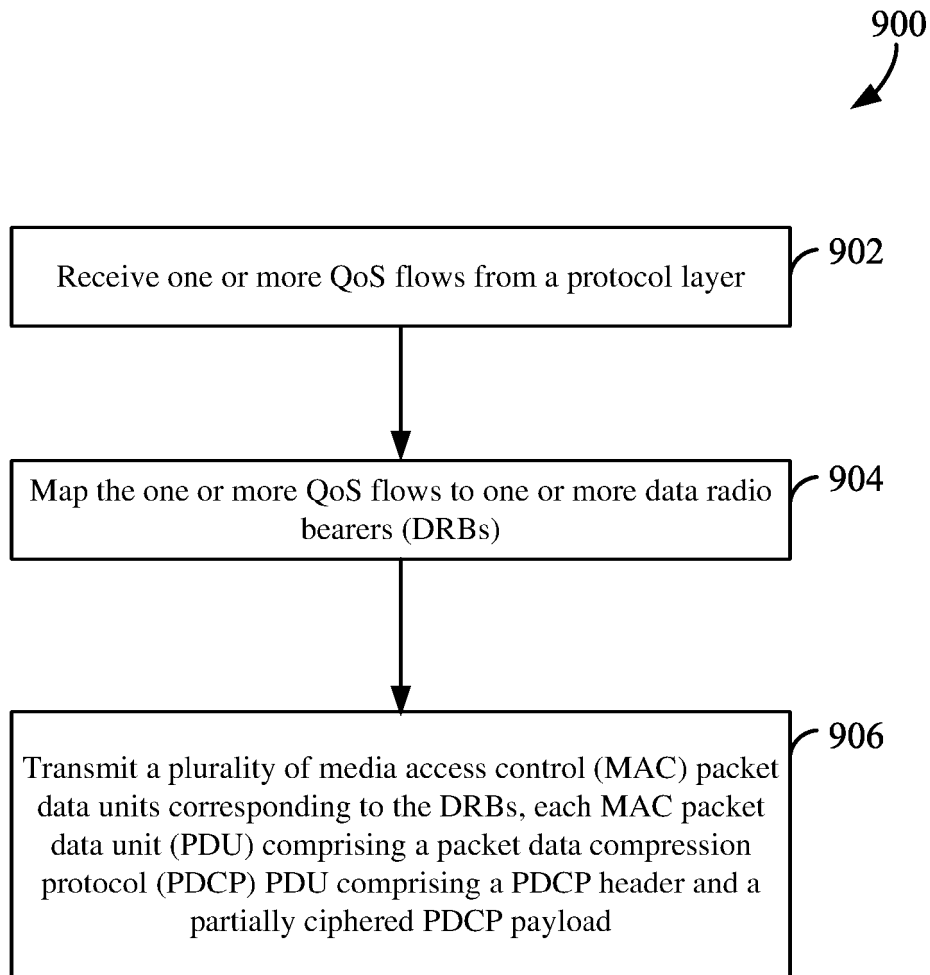 900
Receive one or more QoS flows from a protocol layer
902
Map the one or more QoS flows to one or more data radio
bearers (DRBs)
904
Transmit a plurality of media access control (MAC) packet
data units corresponding to the DRBs, each MAC packet
data unit (PDU) comprising a packet data compression
protocol (PDCP) PDU comprising a PDCP header and a
partially ciphered PDCP payload
906